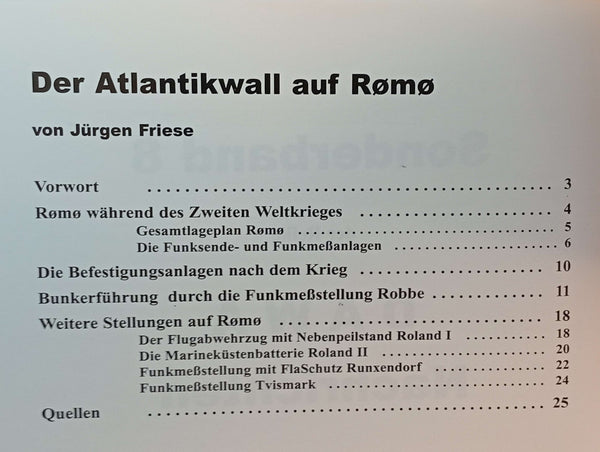 Der Atlantikwall auf Rømø
von Jürgen Friese
Vorwort ........................................ 3
Rømø während des Zweiten Weltkrieges .................... 4
Gesamtlageplan Rømø .............................. 5
Die Funksende- und Funkmeßanlagen .................... 6
Die Befestigungsanlagen nach dem Krieg .................... 10
Bunkerführung durch die Funkmeßstellung Robbe ............ 11
Weitere Stellungen auf Rømø .............................. 18
Der Flugabwehrzug mit Nebenpeilstand Roland I ............ 18
Die Marineküstenbatterie Roland II .................... 20
Funkmeßstellung mit FlaSchutz Runxendorf ............ 22
Funkmeßstellung Tvismark .............................. 24
Quellen ........................................ 25
Sonderband 8